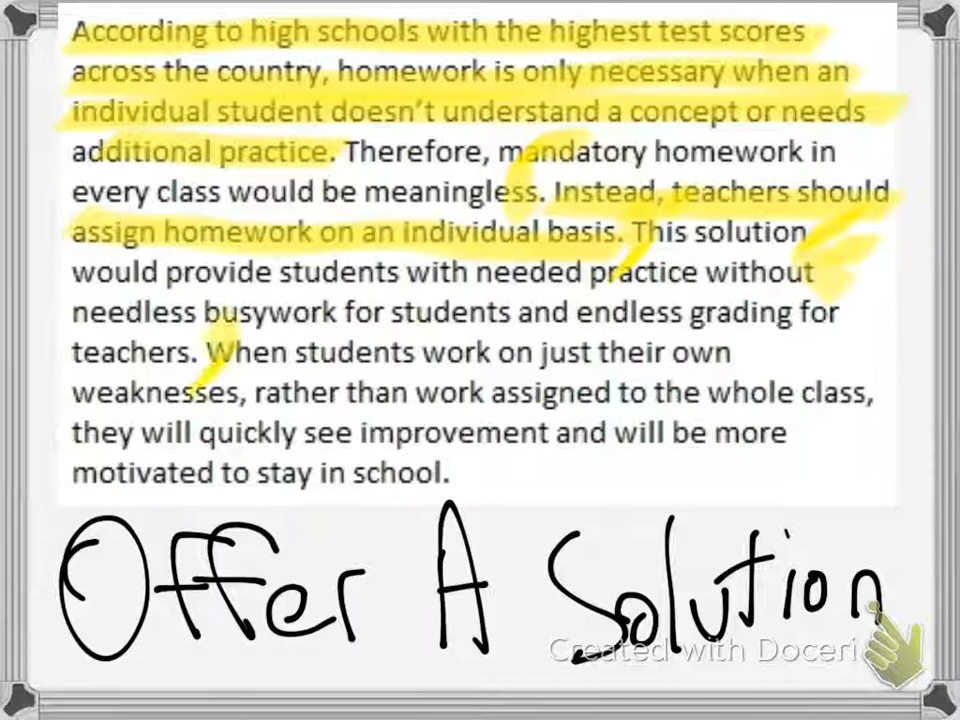 According to high schools with the highest test scores
across the country, homework is only necessary when an
individual student doesn't understand a concept or needs
additional practice. Therefore, mandatory homework in
every class would be meaningless. Instead, teachers should
assign homework on an individual basis. This solution
would provide students with needed practice without
needless busywork for students and endless grading for
teachers. When students work on just their own
weaknesses, rather than work assigned to the whole class,
they will quickly see improvement and will be more
motivated to stay in school.
Offer A Solution
Created with Doceri